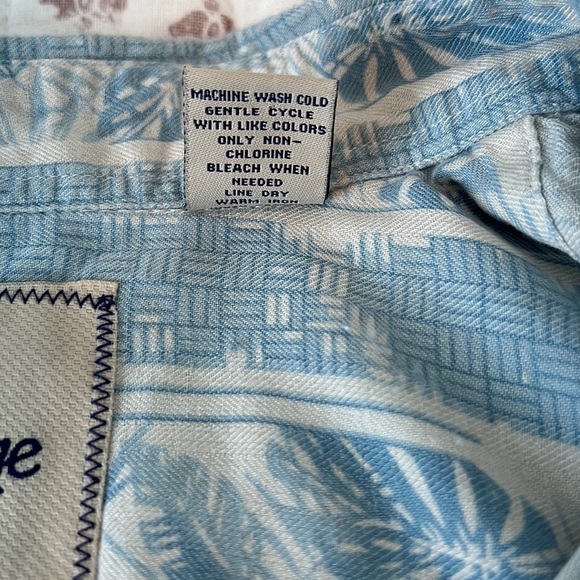 MACHINE WASH COLD
GENTLE CYCLE
WITH LIKE COLORS
ONLY NON-
CHLORINE
BLEACH WHEN
NEEDED
LINE DRY
WARM IRON